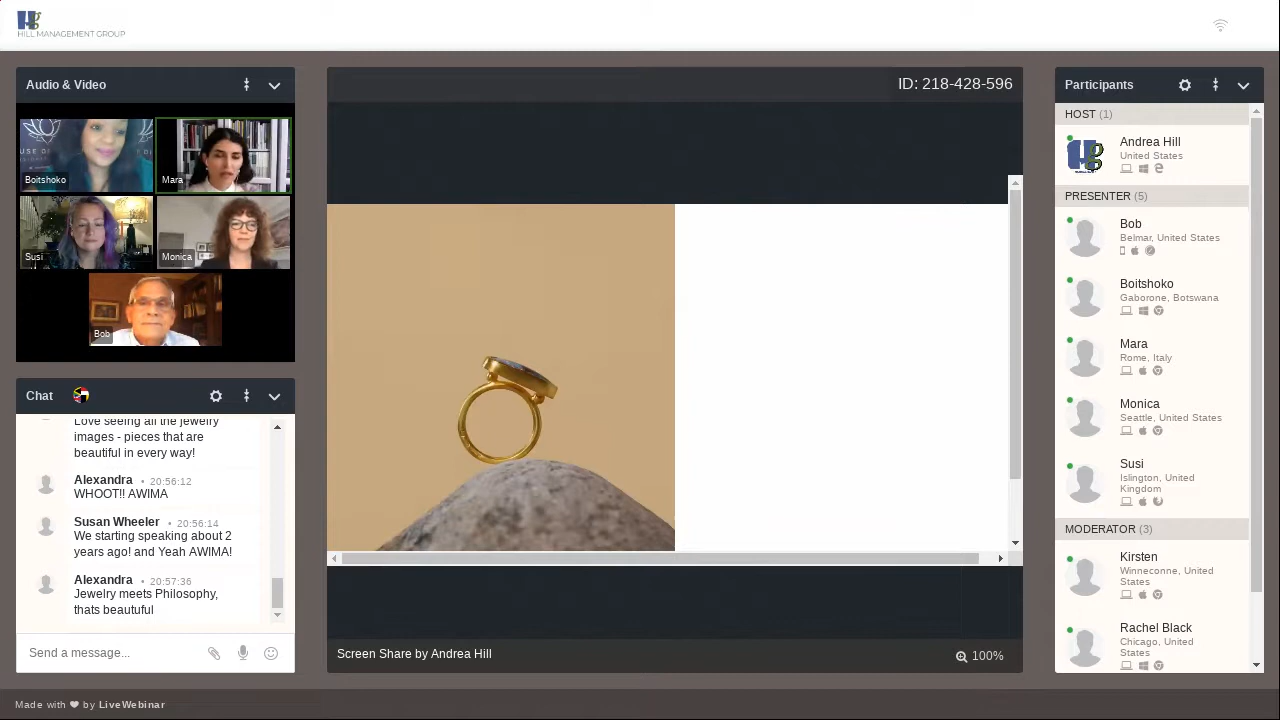 Hg
HILL MANAGEMENT GROUP
Audio & Video
Boitshoko
Mara
Susi
Monica
Bob
Chat
Love seeing all the jewelry
images - pieces that are
beautiful in every way!
Alexandra • 20:56:12
WHOOT!! AWIMA
Susan Wheeler • 20:56:14
We starting speaking about 2
years ago! and Yeah AWIMA!
Alexandra • 20:57:36
Jewelry meets Philosophy,
thats beautuful
Send a message...
ID: 218-428-596
Screen Share by Andrea Hill
100%
Participants
HOST (1)
Andrea Hill
United States
PRESENTER (5)
Bob
Belmar, United States
Boitshoko
Gaborone, Botswana
Mara
Rome, Italy
Monica
Seattle, United States
Susi
Islington, United
Kingdom
MODERATOR (3)
Kirsten
Winneconne, United
States
Rachel Black
Chicago, United
States
Made with ❤ by LiveWebinar